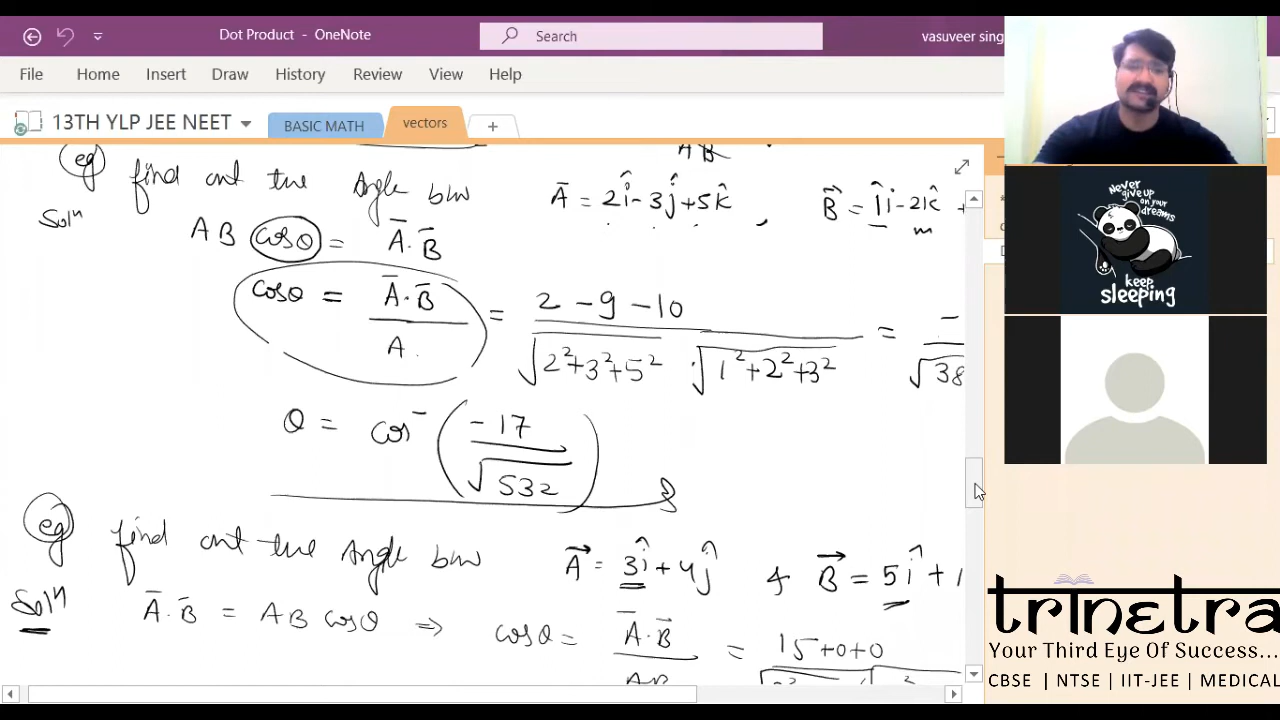 Dot Product - OneNote
Search
vasuveer sing
File Home Insert Draw History Review View Help
13TH YLP JEE NEET
BASIC MATH
vectors
+
AB
eg find out the Angle b/w A = 2i - 3j + 5k , B = 1i - 2k +
Soln AB cosθ = A.B
cosθ = A.B / A = 2 - 9 - 10 / √2²+3²+5² . √1²+2²+3² = - / √38
θ = cos⁻ ( -17 / √532 )
eg find out the Angle b/w A = 3i + 4j & B = 5i + 1
Soln A.B = AB cosθ ⇒ cosθ = A.B / AB = 15+0+0
Never give up on your dreams
keep sleeping
trInetra
Your Third Eye Of Success...
CBSE | NTSE | IIT-JEE | MEDICAL